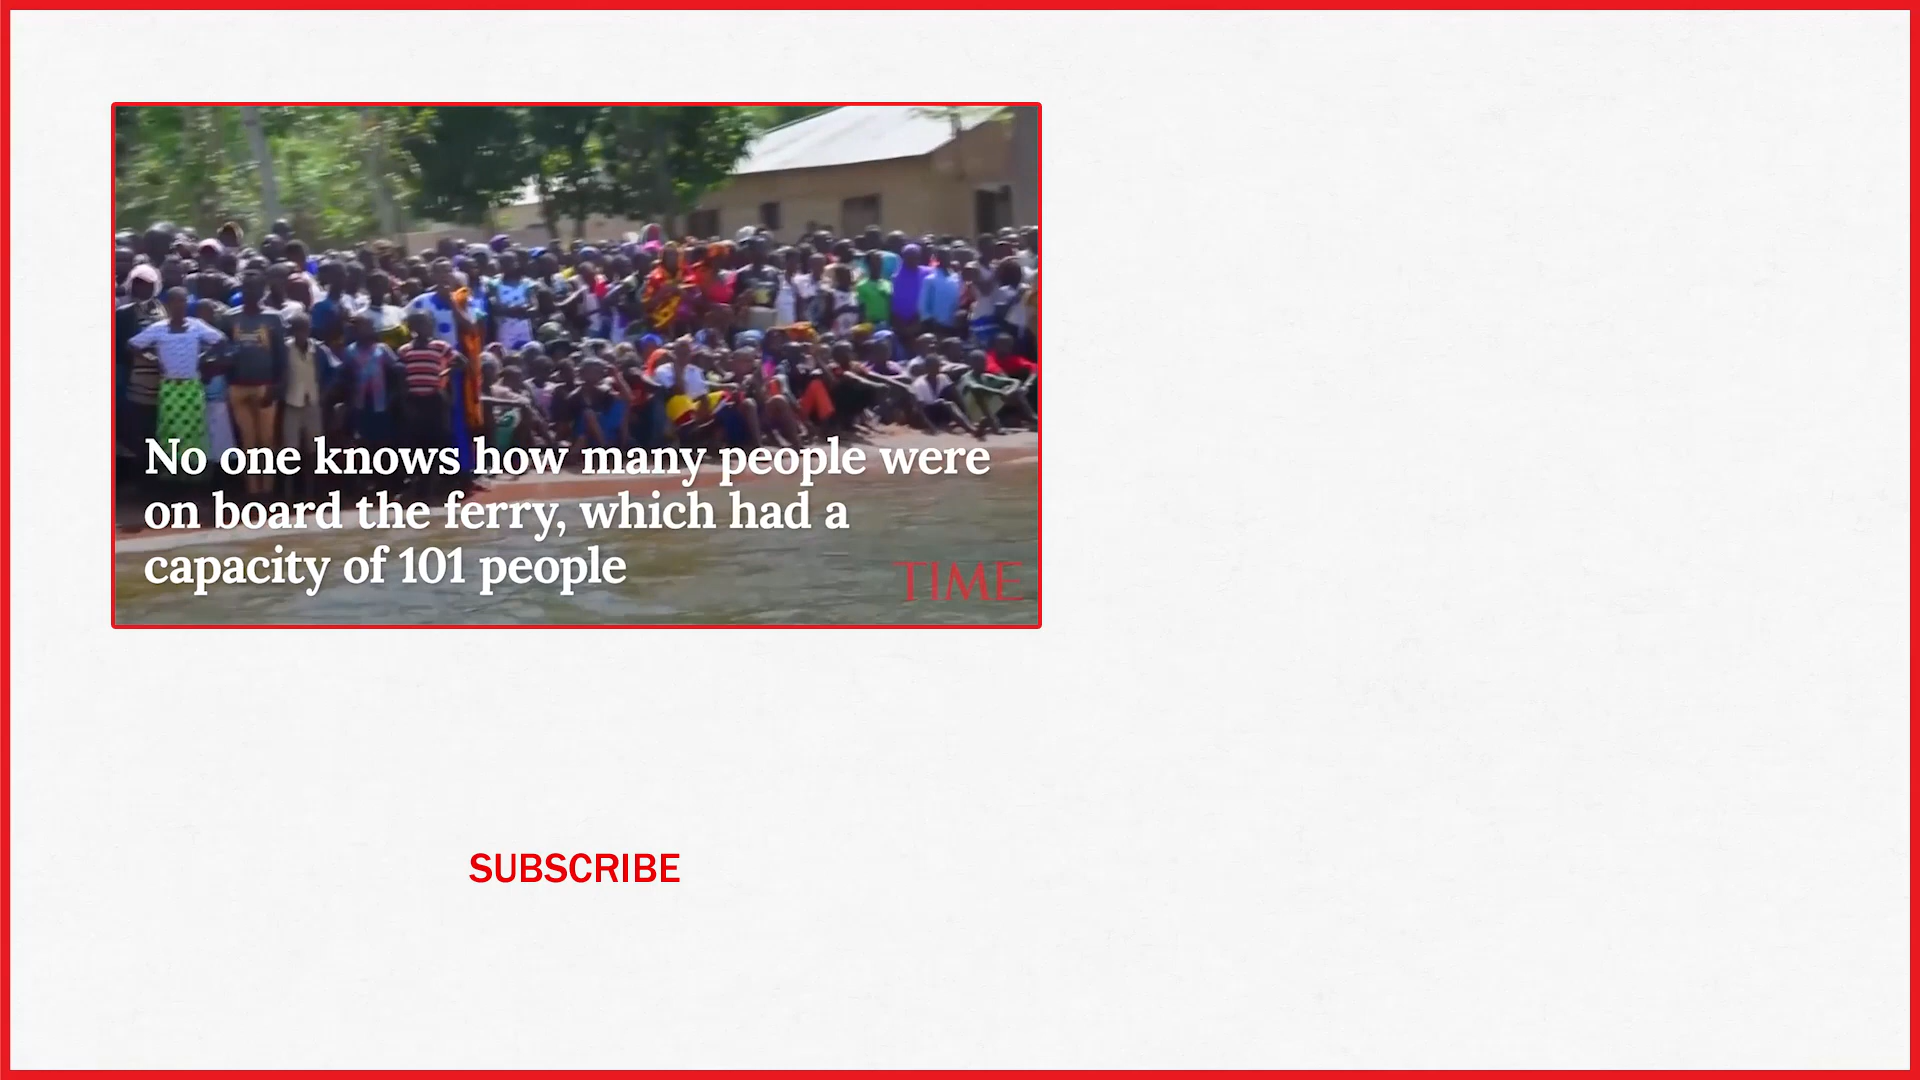 No one knows how many people were
on board the ferry, which had a
capacity of 101 people
TIME
SUBSCRIBE